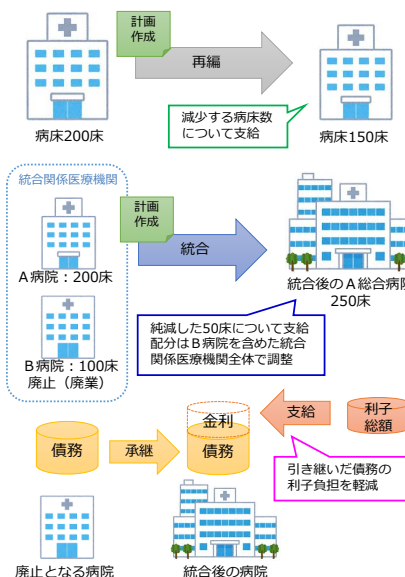 計画
作成
再編
病床200床
減少する病床数
について支給
病床150床
統合関係医療機関
A病院：200床
B病院：100床
廃止（廃業）
計画
作成
統合
統合後のA総合病院
250床
純減した50床について支給
配分はB病院を含めた統合
関係医療機関全体で調整
債務
承継
金利
債務
支給
利子
総額
引き継いだ債務の
利子負担を軽減
廃止となる病院
統合後の病院